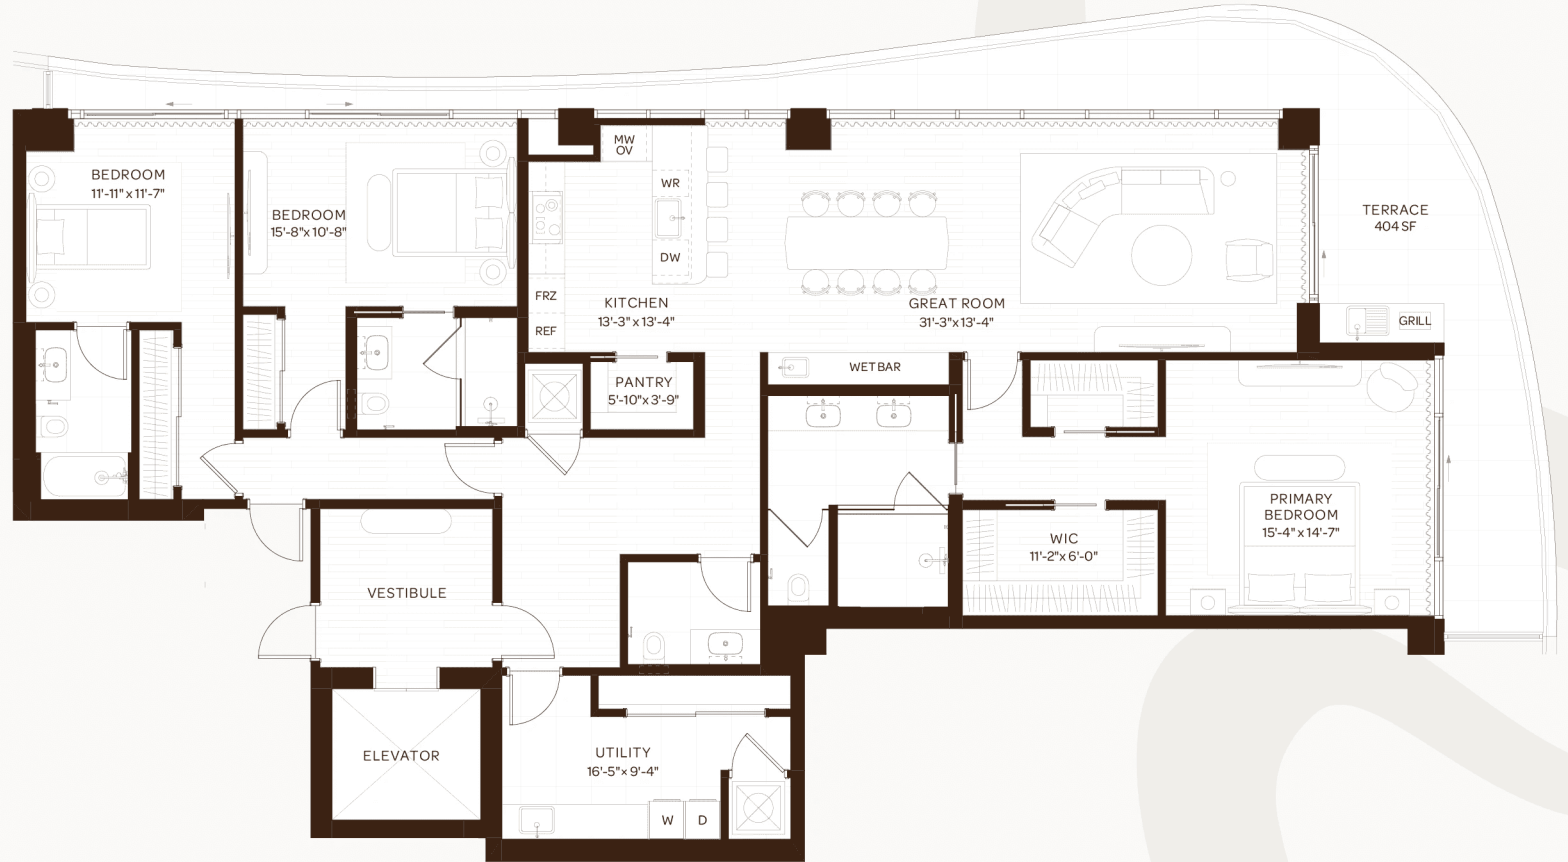 BEDROOM
11'-11" x 11'-7"
BEDROOM
15'-8"x 10'-8"
MW
OV
WR
DW
FRZ
REF
KITCHEN
13'-3" x 13'-4"
GREAT ROOM
31'-3"x 13'-4"
TERRACE
404 SF
GRILL
PANTRY
5'-10"x 3'-9"
WET BAR
PRIMARY
BEDROOM
15'-4" x 14'-7"
WIC
11'-2"x 6'-0"
VESTIBULE
ELEVATOR
UTILITY
16'-5"x 9'-4"
W
D